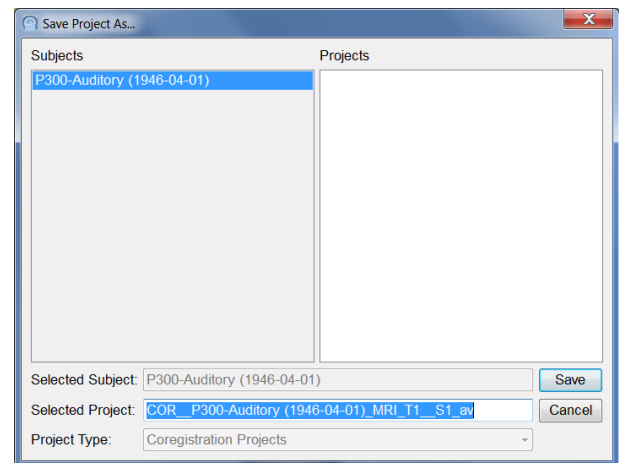 Save Project As...
Subjects Projects
P300-Auditory (1946-04-01)
Selected Subject: P300-Auditory (1946-04-01) Save
Selected Project: COR__P300-Auditory (1946-04-01)_MRI_T1__S1_av Cancel
Project Type: Coregistration Projects